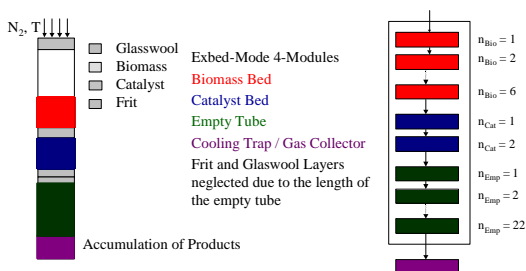 N2, T
Glasswool
Biomass
Catalyst
Frit
Exbed-Mode 4-Modules
Biomass Bed
Catalyst Bed
Empty Tube
Cooling Trap / Gas Collector
Frit and Glaswool Layers
neglected due to the length of
the empty tube
Accumulation of Products
nBio = 1
nBio = 2
nBio = 6
nCat = 1
nCat = 2
nEmp = 1
nEmp = 2
nEmp = 22